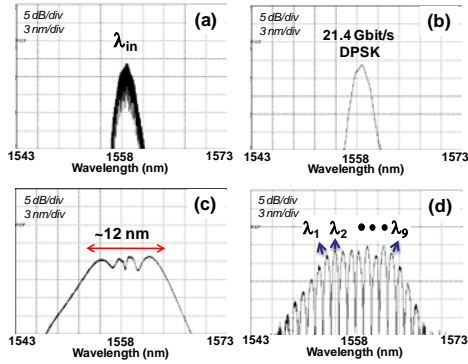 5 dB/div
3 nm/div
(a)
λin
1543
1558
1573
Wavelength (nm)
5 dB/div
3 nm/div
(b)
21.4 Gbit/s
DPSK
1543
1558
1573
Wavelength (nm)
5 dB/div
3 nm/div
(c)
~12 nm
1543
1558
1573
Wavelength (nm)
5 dB/div
3 nm/div
(d)
λ1 λ2 ••• λ9
1543
1558
1573
Wavelength (nm)